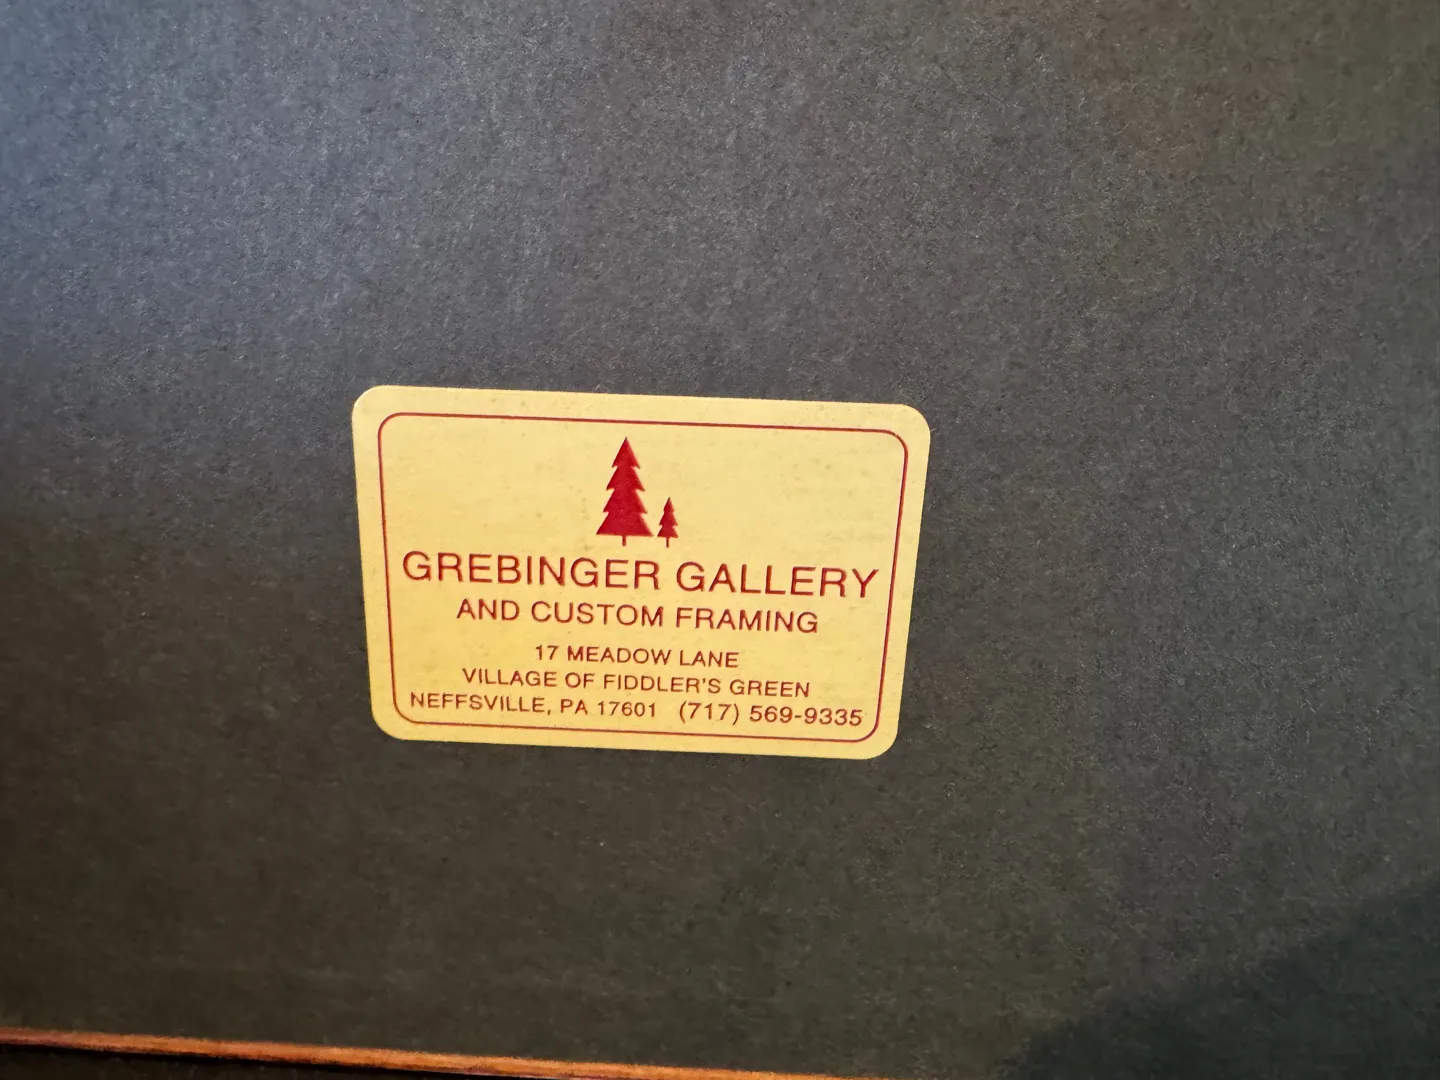 GREBINGER GALLERY
AND CUSTOM FRAMING
17 MEADOW LANE
VILLAGE OF FIDDLER'S GREEN
NEFFSVILLE, PA 17601 (717) 569-9335